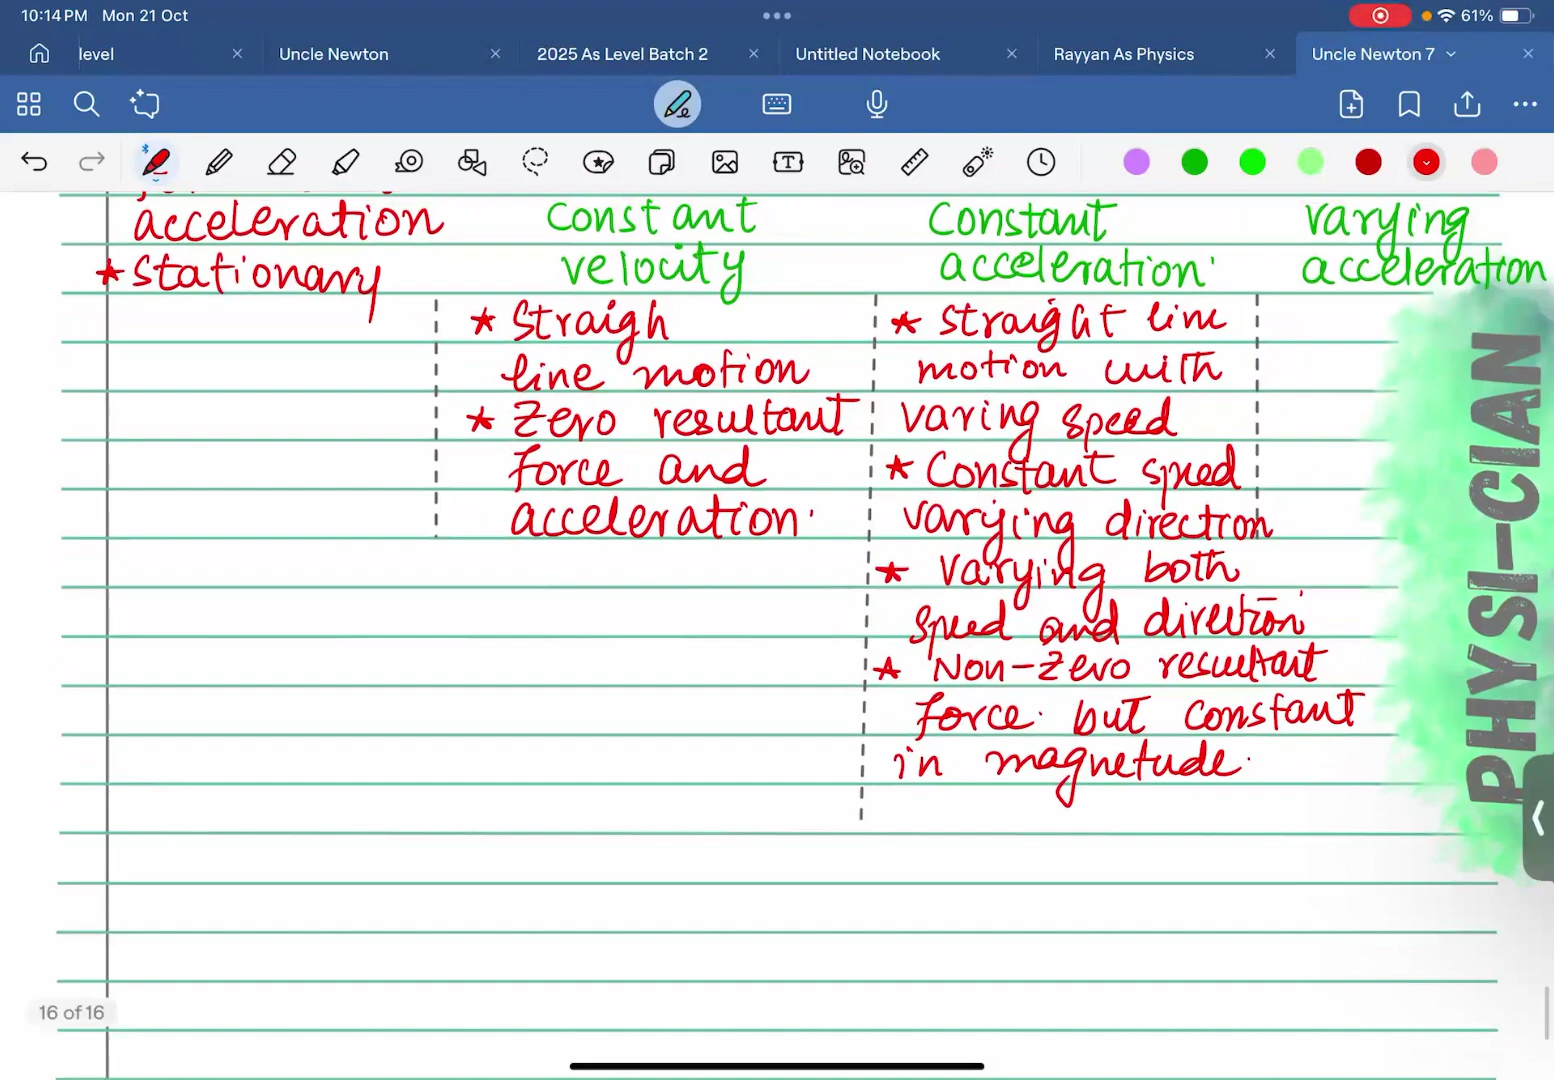 10:14 PM Mon 21 Oct
61%
level
Uncle Newton
2025 As Level Batch 2
Untitled Notebook
Rayyan As Physics
Uncle Newton 7
acceleration
* Stationary
Constant
velocity
* Straigh
line motion
* Zero resultant
force and
acceleration.
Constant
acceleration.
* Straight line
motion with
varing speed
* Constant speed
varying direction
* Varying both
speed and direction
* Non-Zero resultant
force. but constant
in magnetude.
varying
acceleration
PHYSI-CIAN
16 of 16